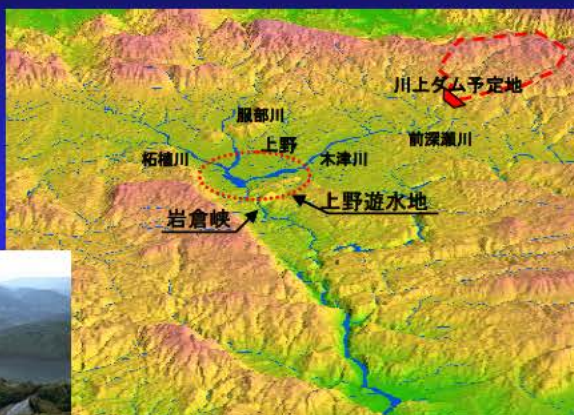 川上ダム予定地
服部川
上野
前深瀬川
柘植川
木津川
上野遊水地
岩倉峡